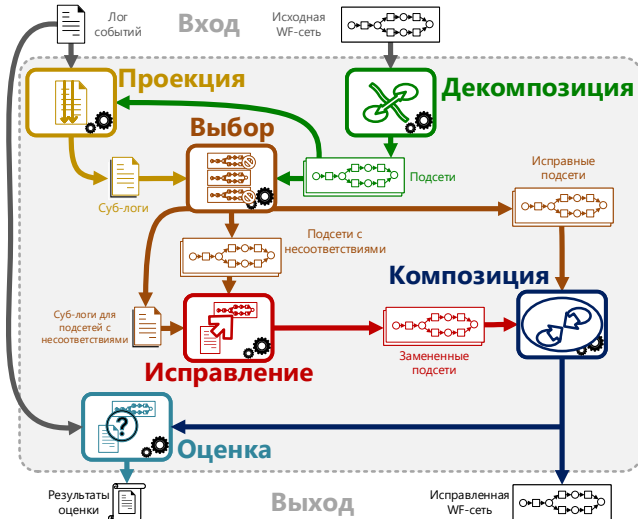 Лог
событий
Вход
Исходная
WF-сеть
Проекция
Декомпозиция
Выбор
Исправные
подсети
Подсети
Суб-логи
Подсети с
несоответствиями
Композиция
Суб-логи для
подсетей с
несоответствиями
Исправление
Замененные
подсети
?
Оценка
Результаты
оценки
Выход
Исправленная
WF-сеть